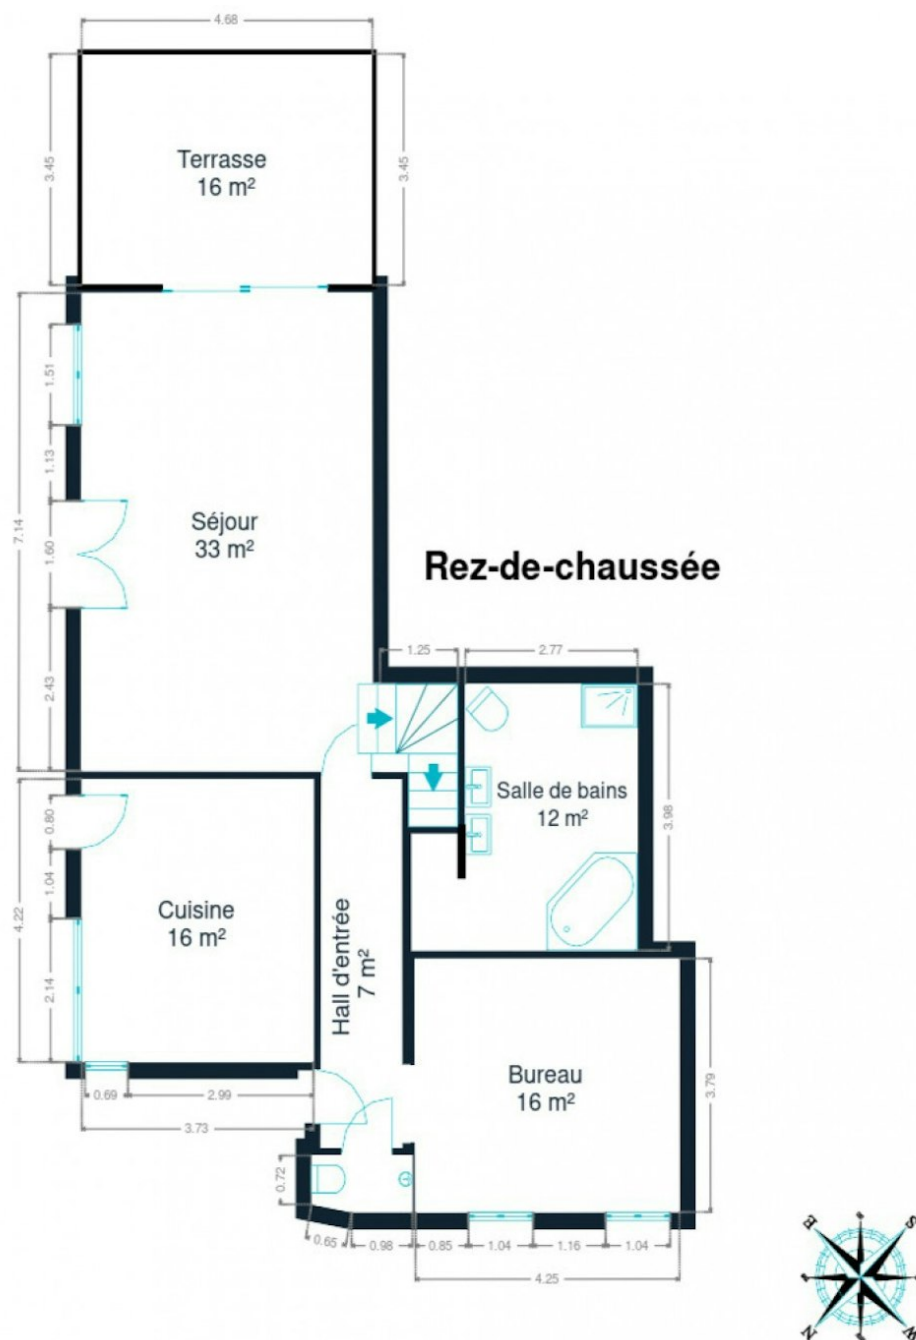 4.68
3.45
3.45
Terrasse
16 m²
7.14
1.51
1.13
1.60
2.43
Séjour
33 m²
Rez-de-chaussée
1.25
2.77
Salle de bains
12 m²
3.98
4.22
0.80
1.04
2.14
Cuisine
16 m²
Hall d'entrée
7 m²
0.69
2.99
3.73
Bureau
16 m²
3.79
0.72
0.65
0.98
0.85
1.04
1.16
1.04
4.25
E
S
N
W